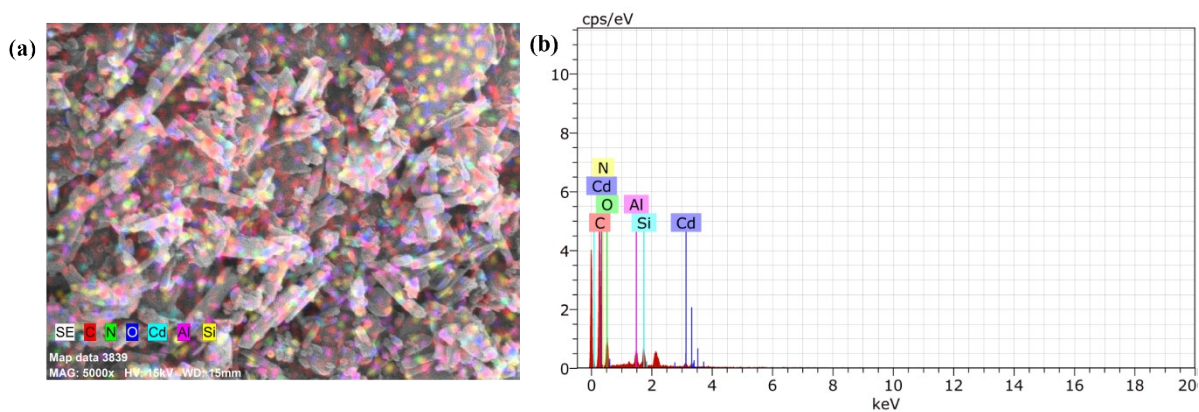 (a)
SE C N O Cd Al Si
Map data 3839
MAG: 5000x HV: 15kV WD: 15mm
(b)
cps/eV
10
8
6
4
2
0
N
Cd
O Al
C Si Cd
0 2 4 6 8 10 12 14 16 18 20
keV